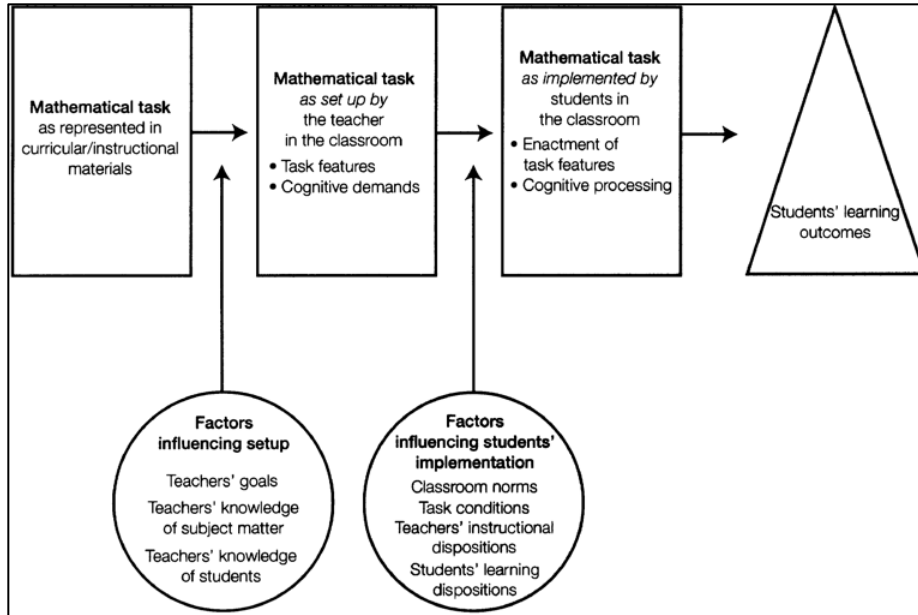 Mathematical task
as represented in
curricular/instructional
materials
Mathematical task
as set up by
the teacher
in the classroom
• Task features
• Cognitive demands
Mathematical task
as implemented by
students in
the classroom
• Enactment of
task features
• Cognitive processing
Students' learning
outcomes
Factors
influencing setup
Teachers' goals
Teachers' knowledge
of subject matter
Teachers' knowledge
of students
Factors
influencing students'
implementation
Classroom norms
Task conditions
Teachers' instructional
dispositions
Students' learning
dispositions